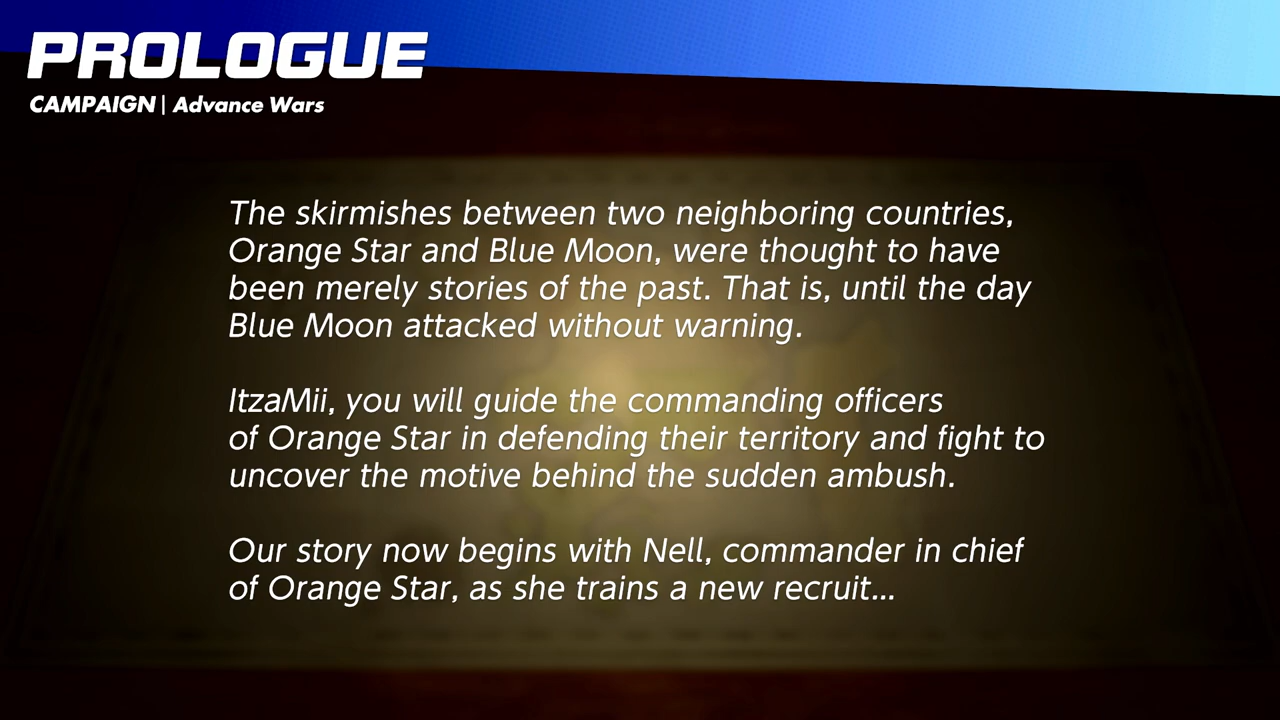 PROLOGUE
CAMPAIGN | Advance Wars
The skirmishes between two neighboring countries,
Orange Star and Blue Moon, were thought to have
been merely stories of the past. That is, until the day
Blue Moon attacked without warning.
ItzaMii, you will guide the commanding officers
of Orange Star in defending their territory and fight to
uncover the motive behind the sudden ambush.
Our story now begins with Nell, commander in chief
of Orange Star, as she trains a new recruit...